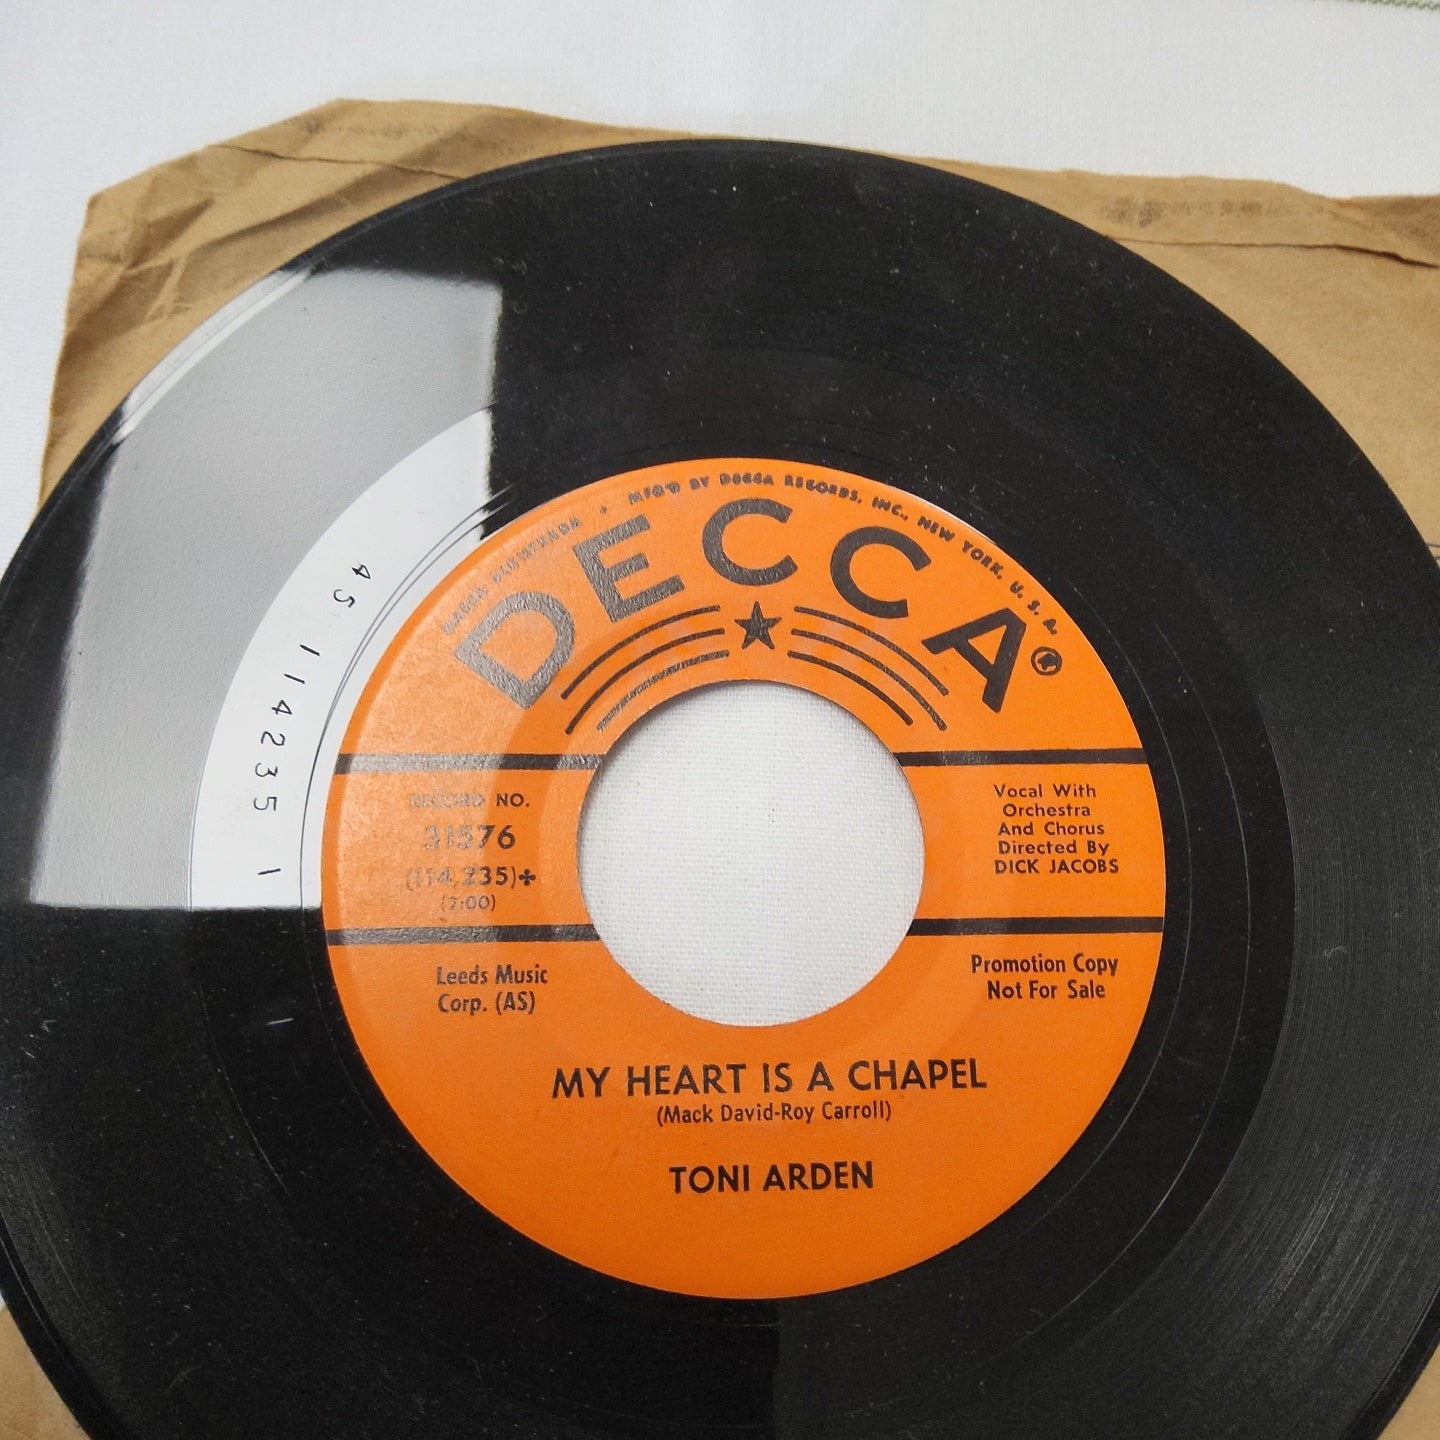 MFG'D BY DECCA RECORDS, INC., NEW YORK, U. S. A.
DECCA®
45 114235 1
RECORD NO.
31576
(114,235)✤
(2:00)
Vocal With
Orchestra
And Chorus
Directed By
DICK JACOBS
Leeds Music
Corp. (AS)
Promotion Copy
Not For Sale
MY HEART IS A CHAPEL
(Mack David-Roy Carroll)
TONI ARDEN